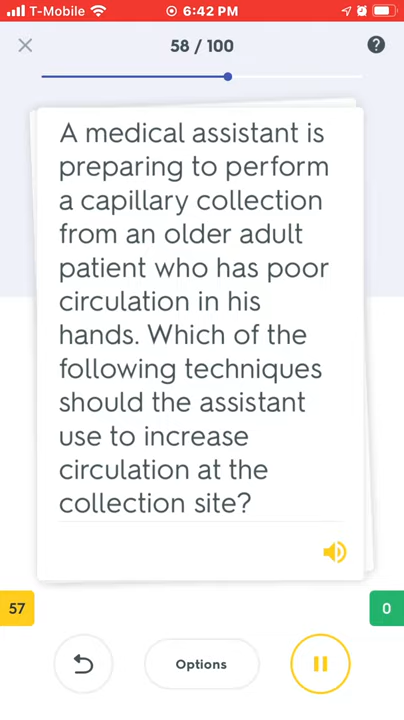 T-Mobile 6:42 PM
58 / 100
?
A medical assistant is
preparing to perform
a capillary collection
from an older adult
patient who has poor
circulation in his
hands. Which of the
following techniques
should the assistant
use to increase
circulation at the
collection site?
57
0
Options